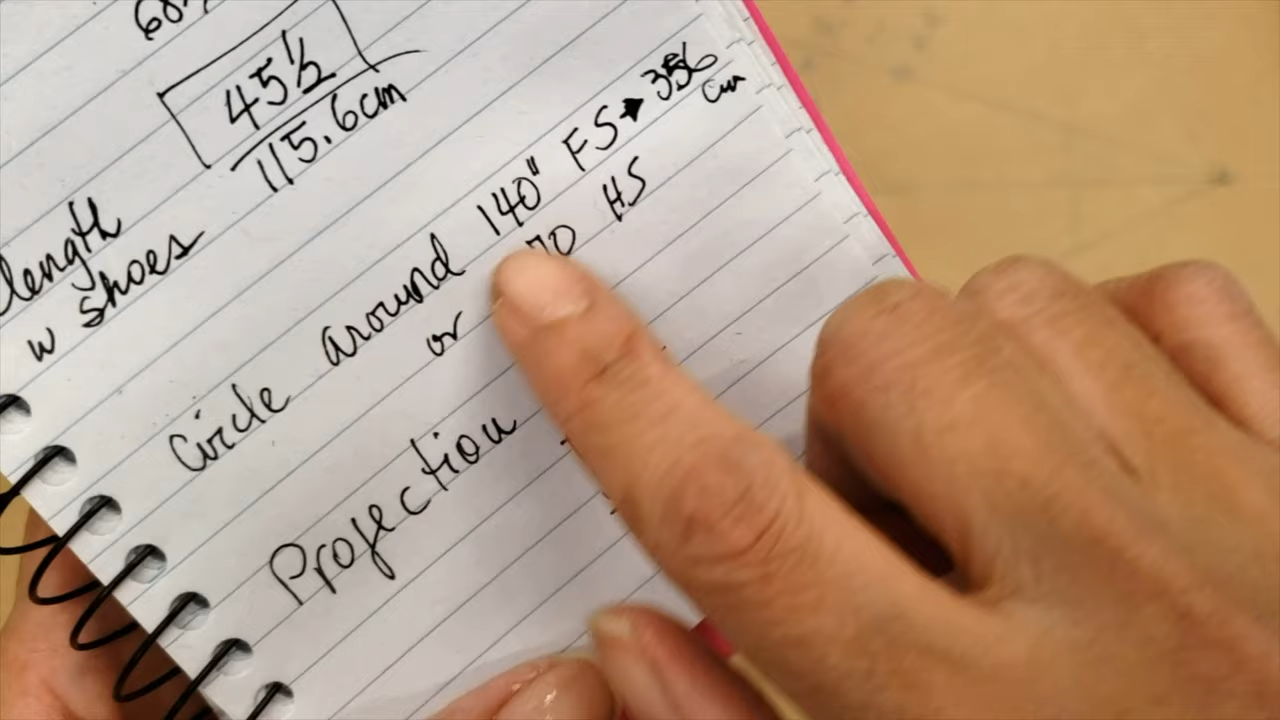 45½
115.6cm
length
w shoes
Circle around 140" FS → 356 cm
or 70 HS
Projection